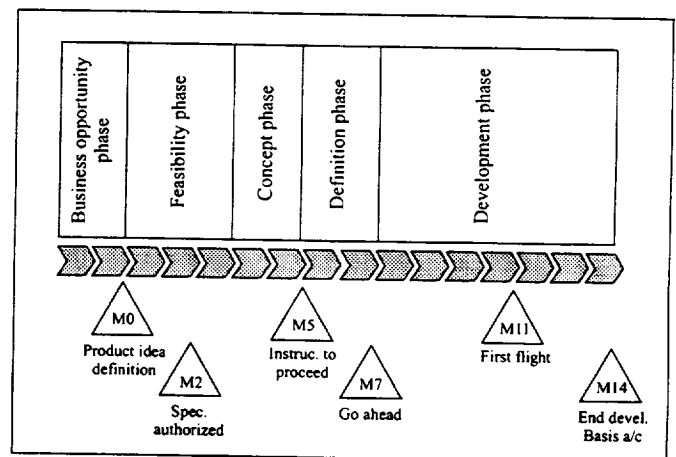 Business opportunity
phase
Feasibility phase
Concept phase
Definition phase
Development phase
M0
Product idea
definition
M2
Spec.
authorized
M5
Instruc. to
proceed
M7
Go ahead
M11
First flight
M14
End devel.
Basis a/c